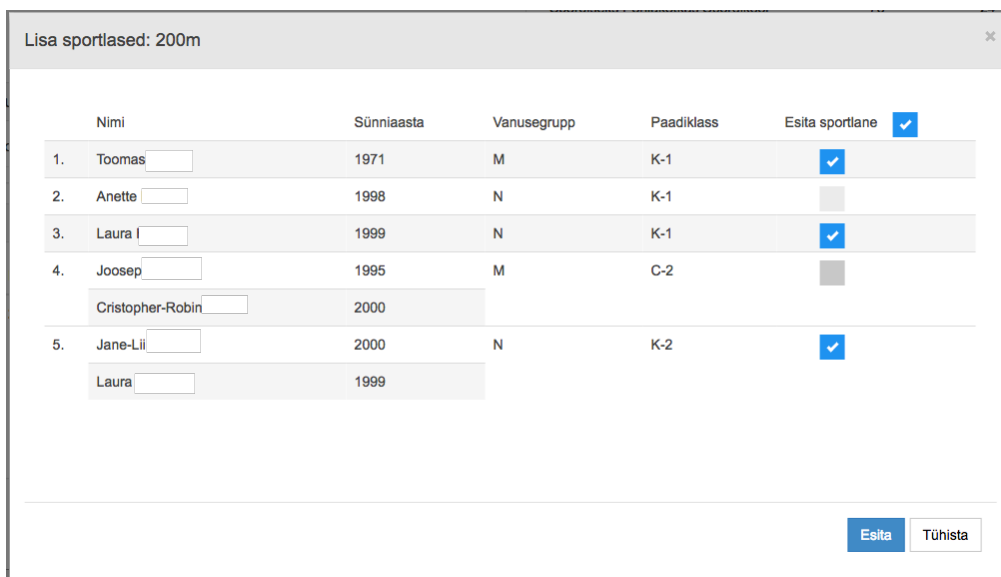 Lisa sportlased: 200m
×
Nimi Sünniaasta Vanusegrupp Paadiklass Esita sportlane
1. Toomas 1971 M K-1
2. Anette 1998 N K-1
3. Laura 1999 N K-1
4. Joosep 1995 M C-2
Cristopher-Robin 2000
5. Jane-Lii 2000 N K-2
Laura 1999
Esita Tühista